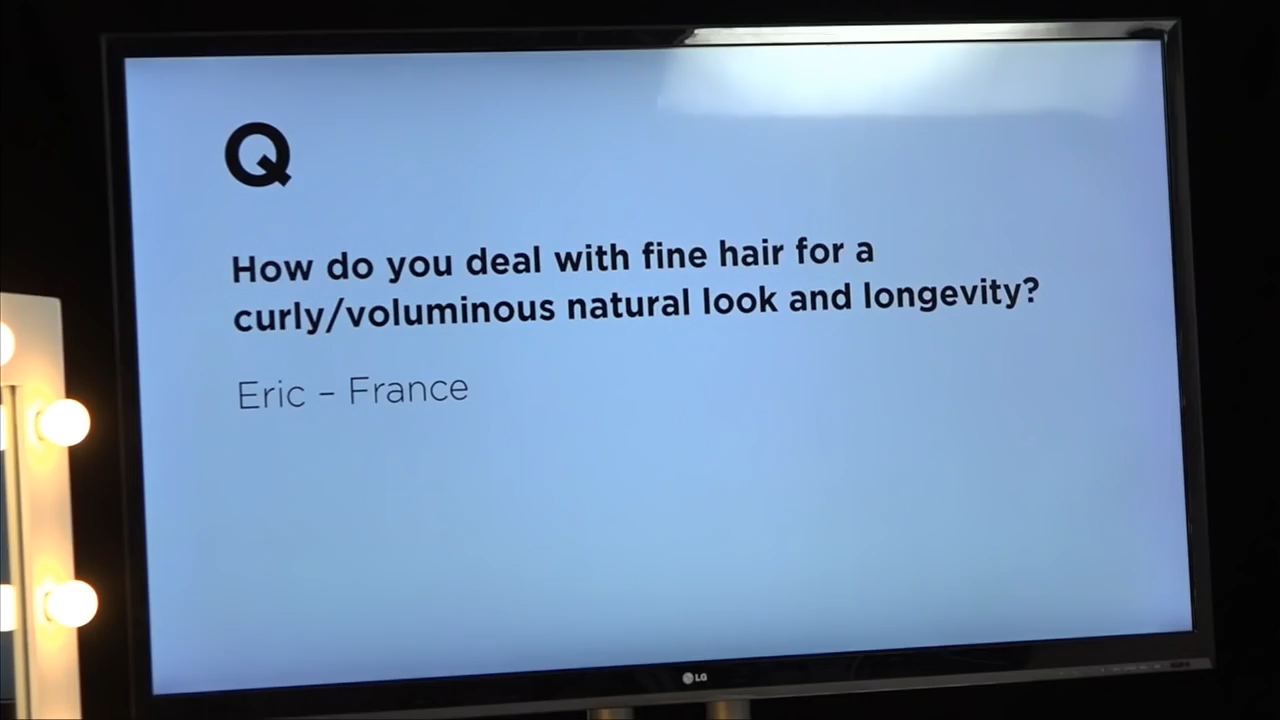 Q
How do you deal with fine hair for a
curly/voluminous natural look and longevity?
Eric – France
LG